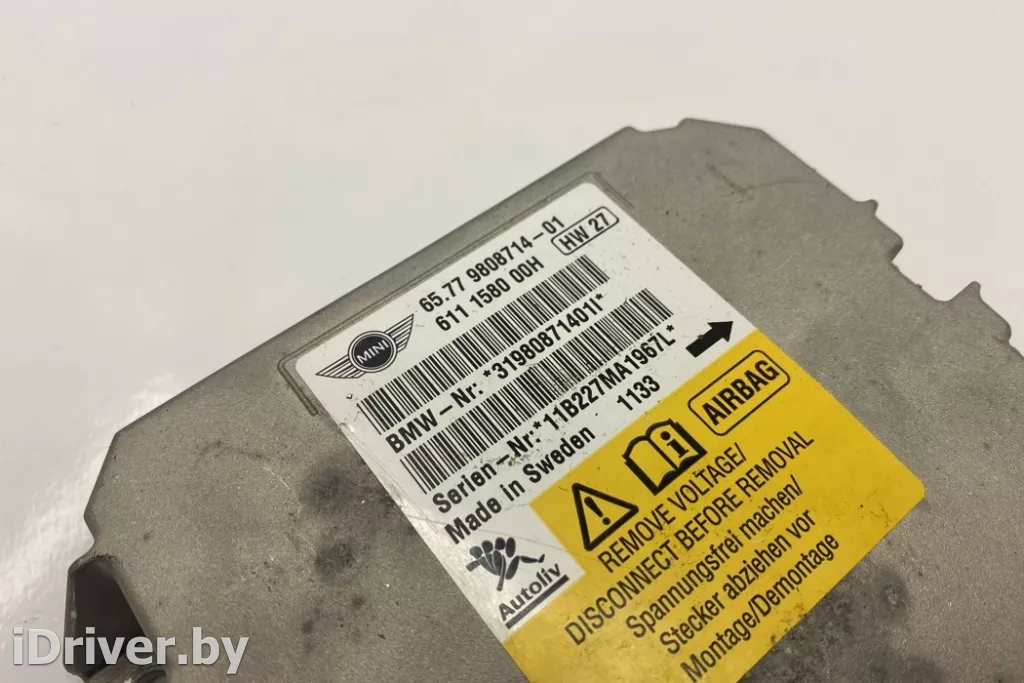 MINI
65.77 9808714-01
611 1580 00H
HW 27
BMW-Nr: *31980871401I*
Serien-Nr:*11B227MA1967L*
Made in Sweden 1133
Autoliv
AIRBAG
REMOVE VOLTAGE/
DISCONNECT BEFORE REMOVAL
Spannungsfrei machen/
Stecker abziehen vor
Montage/Demontage
iDriver.by